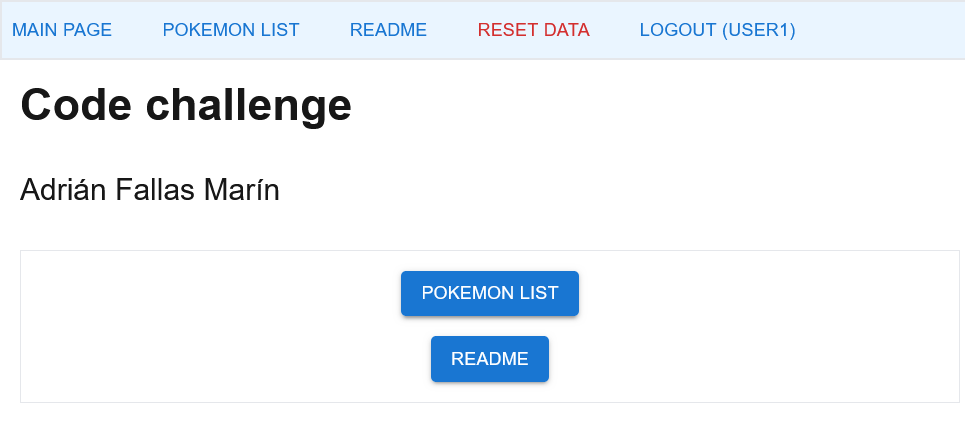 MAIN PAGE POKEMON LIST README RESET DATA LOGOUT (USER1)
Code challenge
Adrián Fallas Marín
POKEMON LIST
README